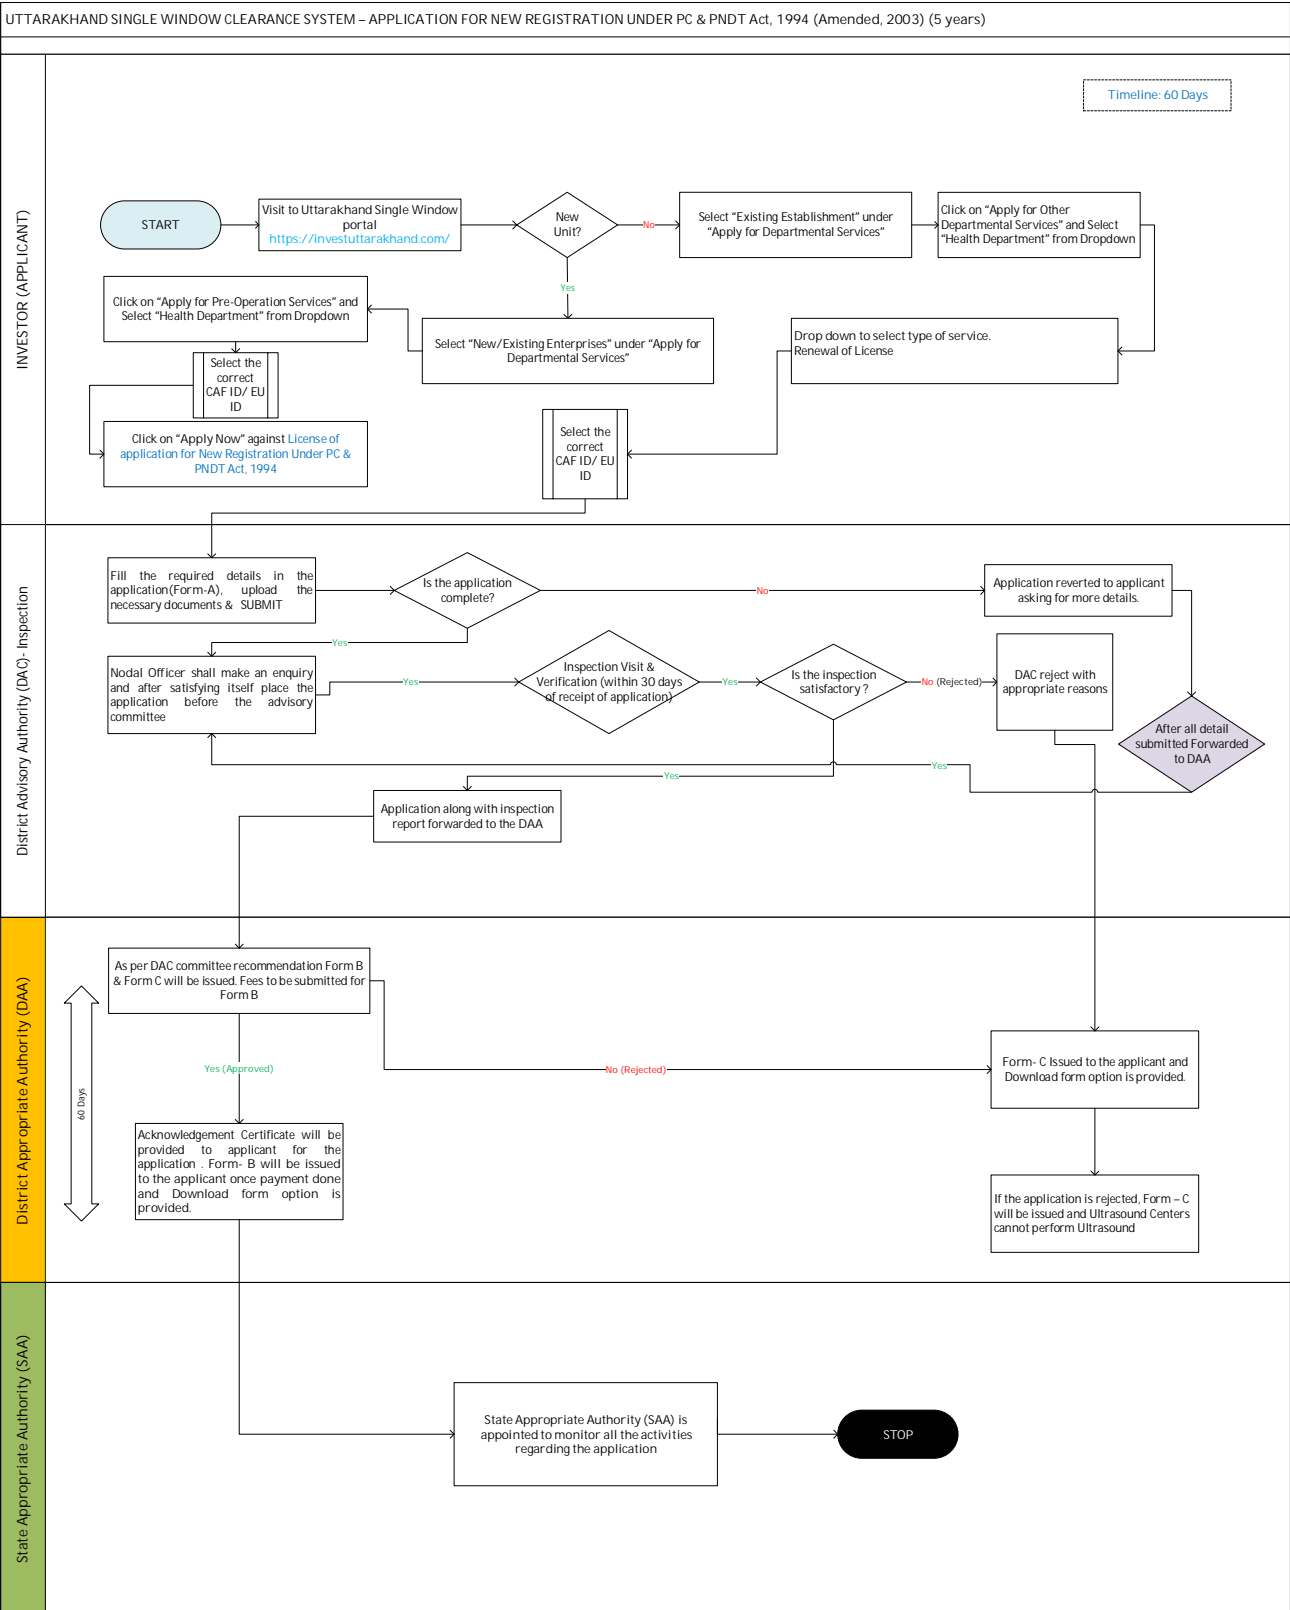 UTTARAKHAND SINGLE WINDOW CLEARANCE SYSTEM – APPLICATION FOR NEW REGISTRATION UNDER PC & PNDT Act, 1994 (Amended, 2003) (5 years)
INVESTOR (APPLICANT)
Timeline: 60 Days
START
Visit to Uttarakhand Single Window
portal
https://investuttarakhand.com/
New
Unit?
No
Select “Existing Establishment” under
“Apply for Departmental Services”
Click on “Apply for Other
Departmental Services” and Select
“Health Department” from Dropdown
Yes
Click on “Apply for Pre-Operation Services” and
Select “Health Department” from Dropdown
Select “New/Existing Enterprises” under “Apply for
Departmental Services”
Drop down to select type of service.
Renewal of License
Select the
correct
CAF ID/ EU
ID
Click on “Apply Now” against License of
application for New Registration Under PC &
PNDT Act, 1994
Select the
correct
CAF ID/ EU
ID
District Advisory Authority (DAC)- Inspection
Fill the required details in the
application(Form-A), upload the
necessary documents & SUBMIT
Is the application
complete?
No
Application reverted to applicant
asking for more details.
Yes
Nodal Officer shall make an enquiry
and after satisfying itself place the
application before the advisory
committee
Yes
Inspection Visit &
Verification (within 30 days
of receipt of application)
Yes
Is the inspection
satisfactory ?
No (Rejected)
DAC reject with
appropriate reasons
After all detail
submitted Forwarded
to DAA
Yes
Yes
Application along with inspection
report forwarded to the DAA
District Appropriate Authority (DAA)
60 Days
As per DAC committee recommendation Form B
& Form C will be issued. Fees to be submitted for
Form B
Yes (Approved)
No (Rejected)
Form- C Issued to the applicant and
Download form option is provided.
Acknowledgement Certificate will be
provided to applicant for the
application . Form- B will be issued
to the applicant once payment done
and Download form option is
provided.
If the application is rejected, Form – C
will be issued and Ultrasound Centers
cannot perform Ultrasound
State Appropriate Authority (SAA)
State Appropriate Authority (SAA) is
appointed to monitor all the activities
regarding the application
STOP